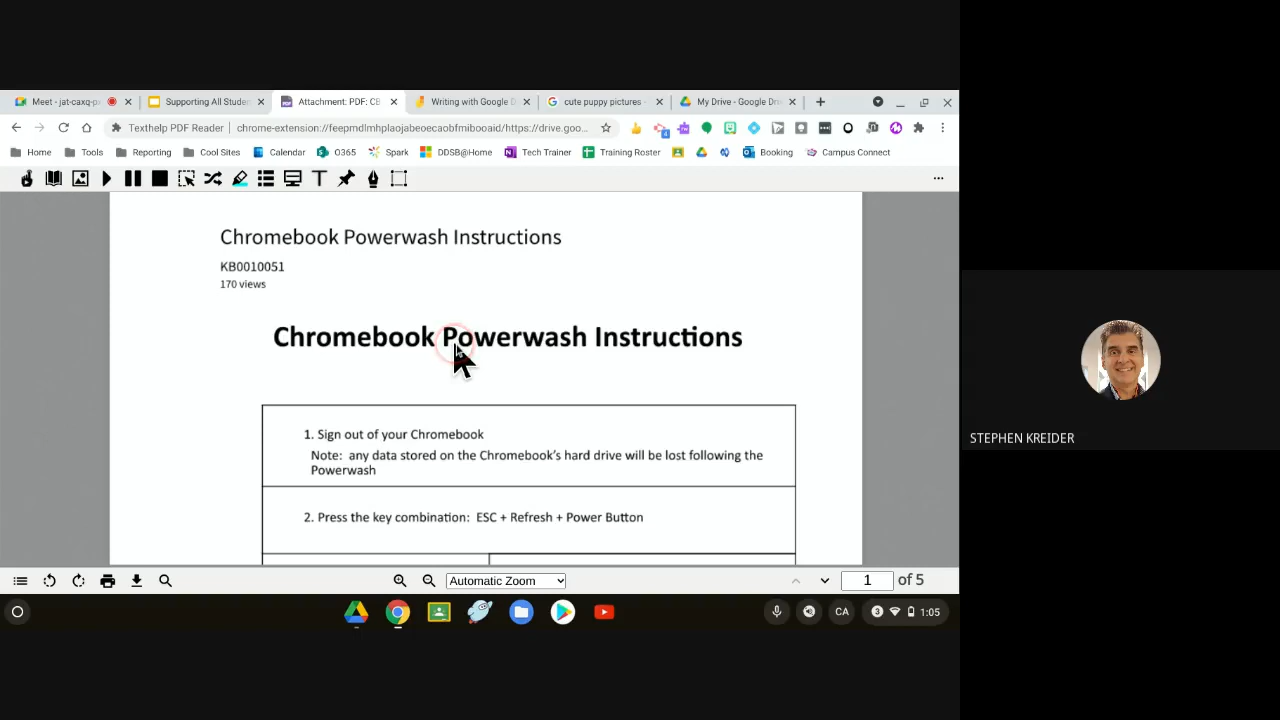 Meet - jat-caxq-p
Supporting All Studen
Attachment: PDF: CB
Writing with Google D
cute puppy pictures -
My Drive - Google Dri
Texthelp PDF Reader
chrome-extension://feepmdlmhplaojabeoecaobfmibooaid/https://drive.goo...
Home
Tools
Reporting
Cool Sites
Calendar
O365
Spark
DDSB@Home
Tech Trainer
Training Roster
Booking
Campus Connect
Chromebook Powerwash Instructions
KB0010051
170 views
Chromebook Powerwash Instructions
1. Sign out of your Chromebook
Note: any data stored on the Chromebook's hard drive will be lost following the
Powerwash
2. Press the key combination: ESC + Refresh + Power Button
STEPHEN KREIDER
Automatic Zoom
1 of 5
CA
3
1:05